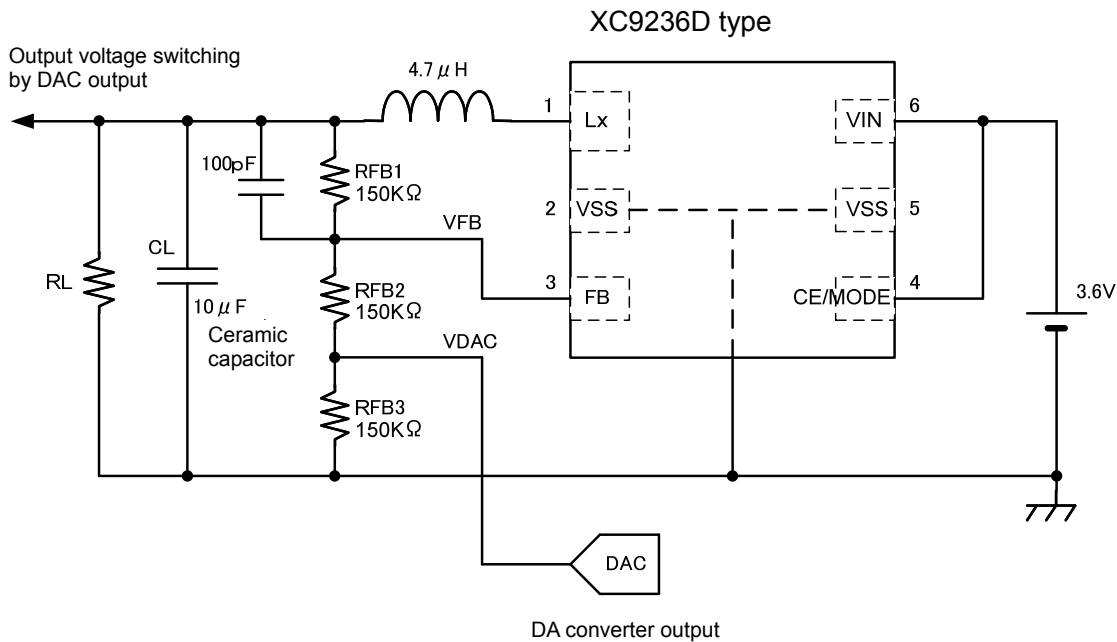 XC9236D type
Output voltage switching
by DAC output
4.7μH
1
Lx
VIN
6
100pF
RFB1
150KΩ
2
VSS
VSS
5
VFB
CL
RL
3
FB
CE/MODE
4
3.6V
10μF
Ceramic
capacitor
RFB2
150KΩ
VDAC
RFB3
150KΩ
DAC
DA converter output